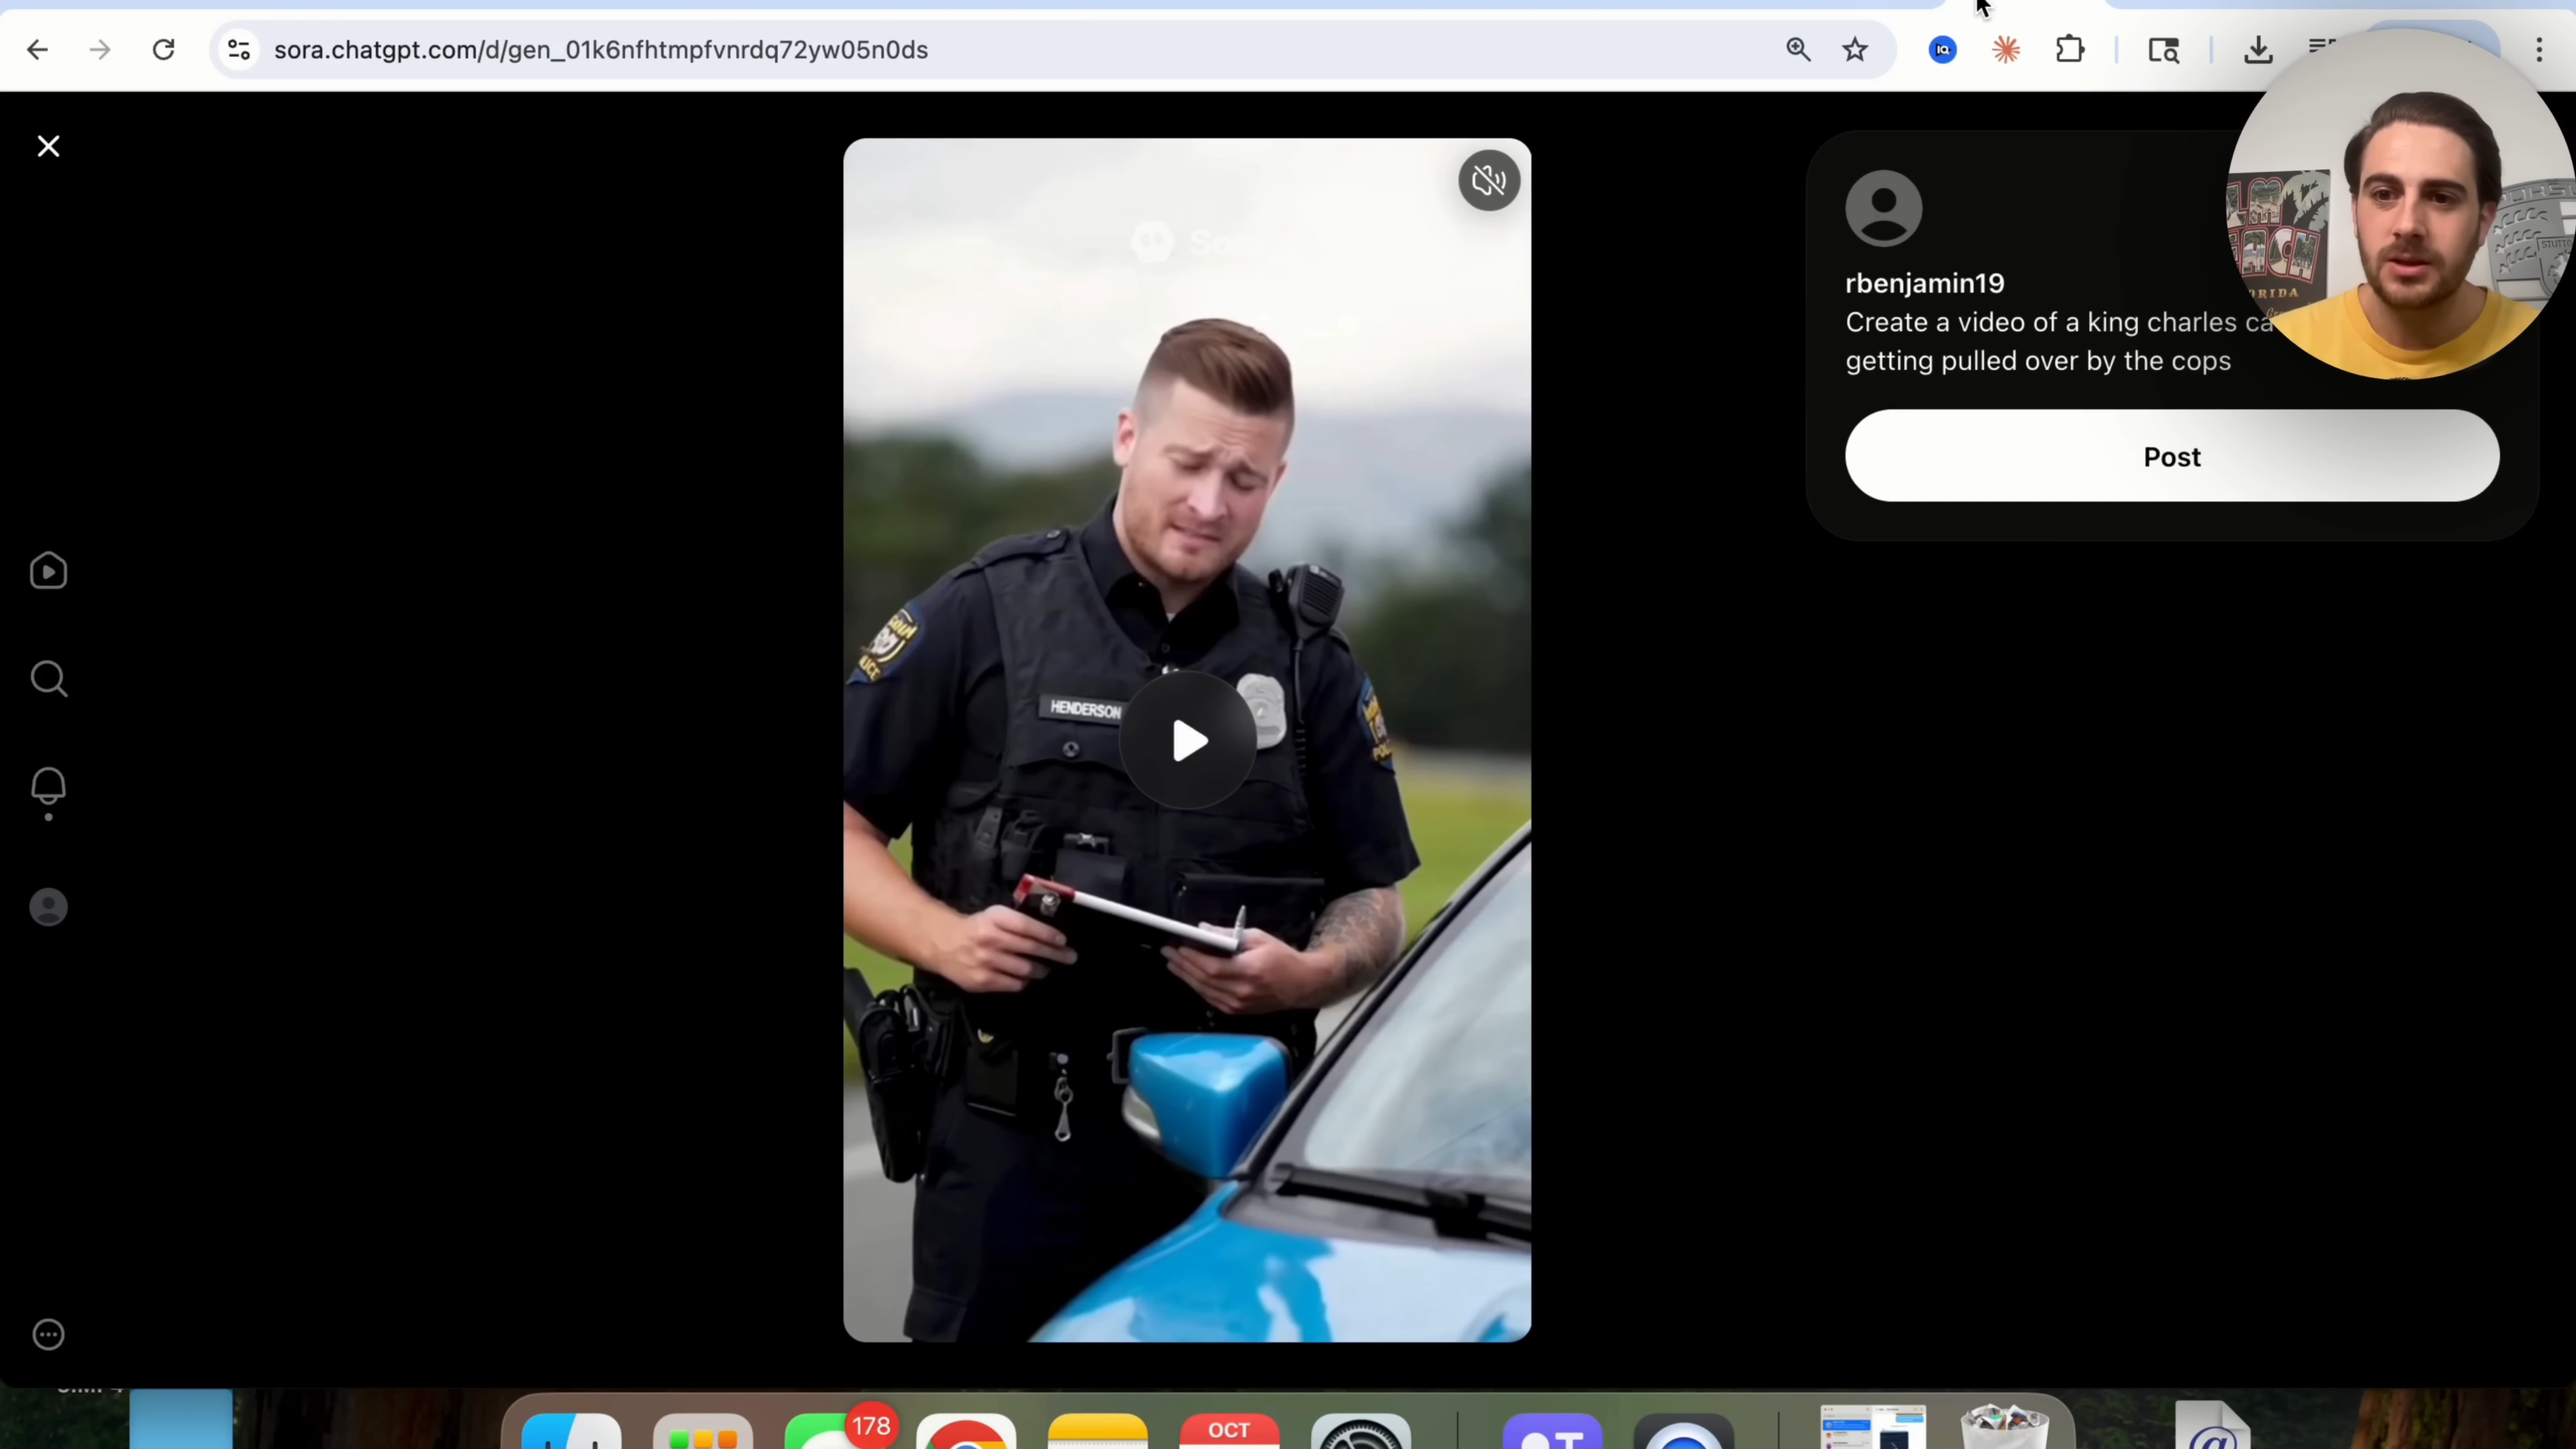 sora.chatgpt.com/d/gen_01k6nfhtmpfvnrdq72yw05n0ds
rbenjamin19
Create a video of a king charles
getting pulled over by the cops
Post
HENDERSON
FLORIDA
178
OCT